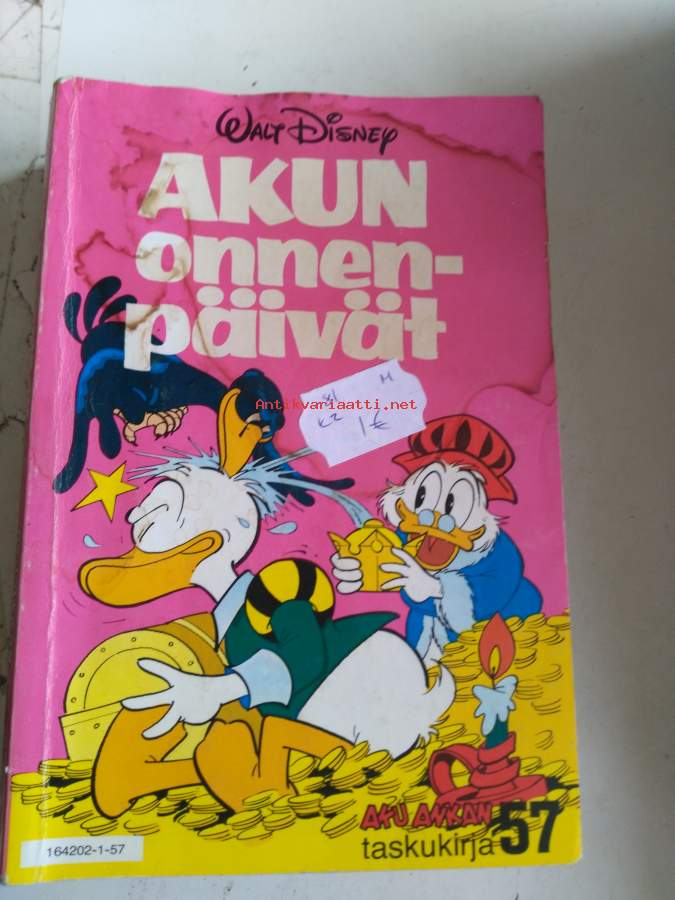 WALT DISNEY
AKUN
onnen-
päivät
Antikvariaatti.net
1€
AKU ANKAN
taskukirja 57
164202-1-57